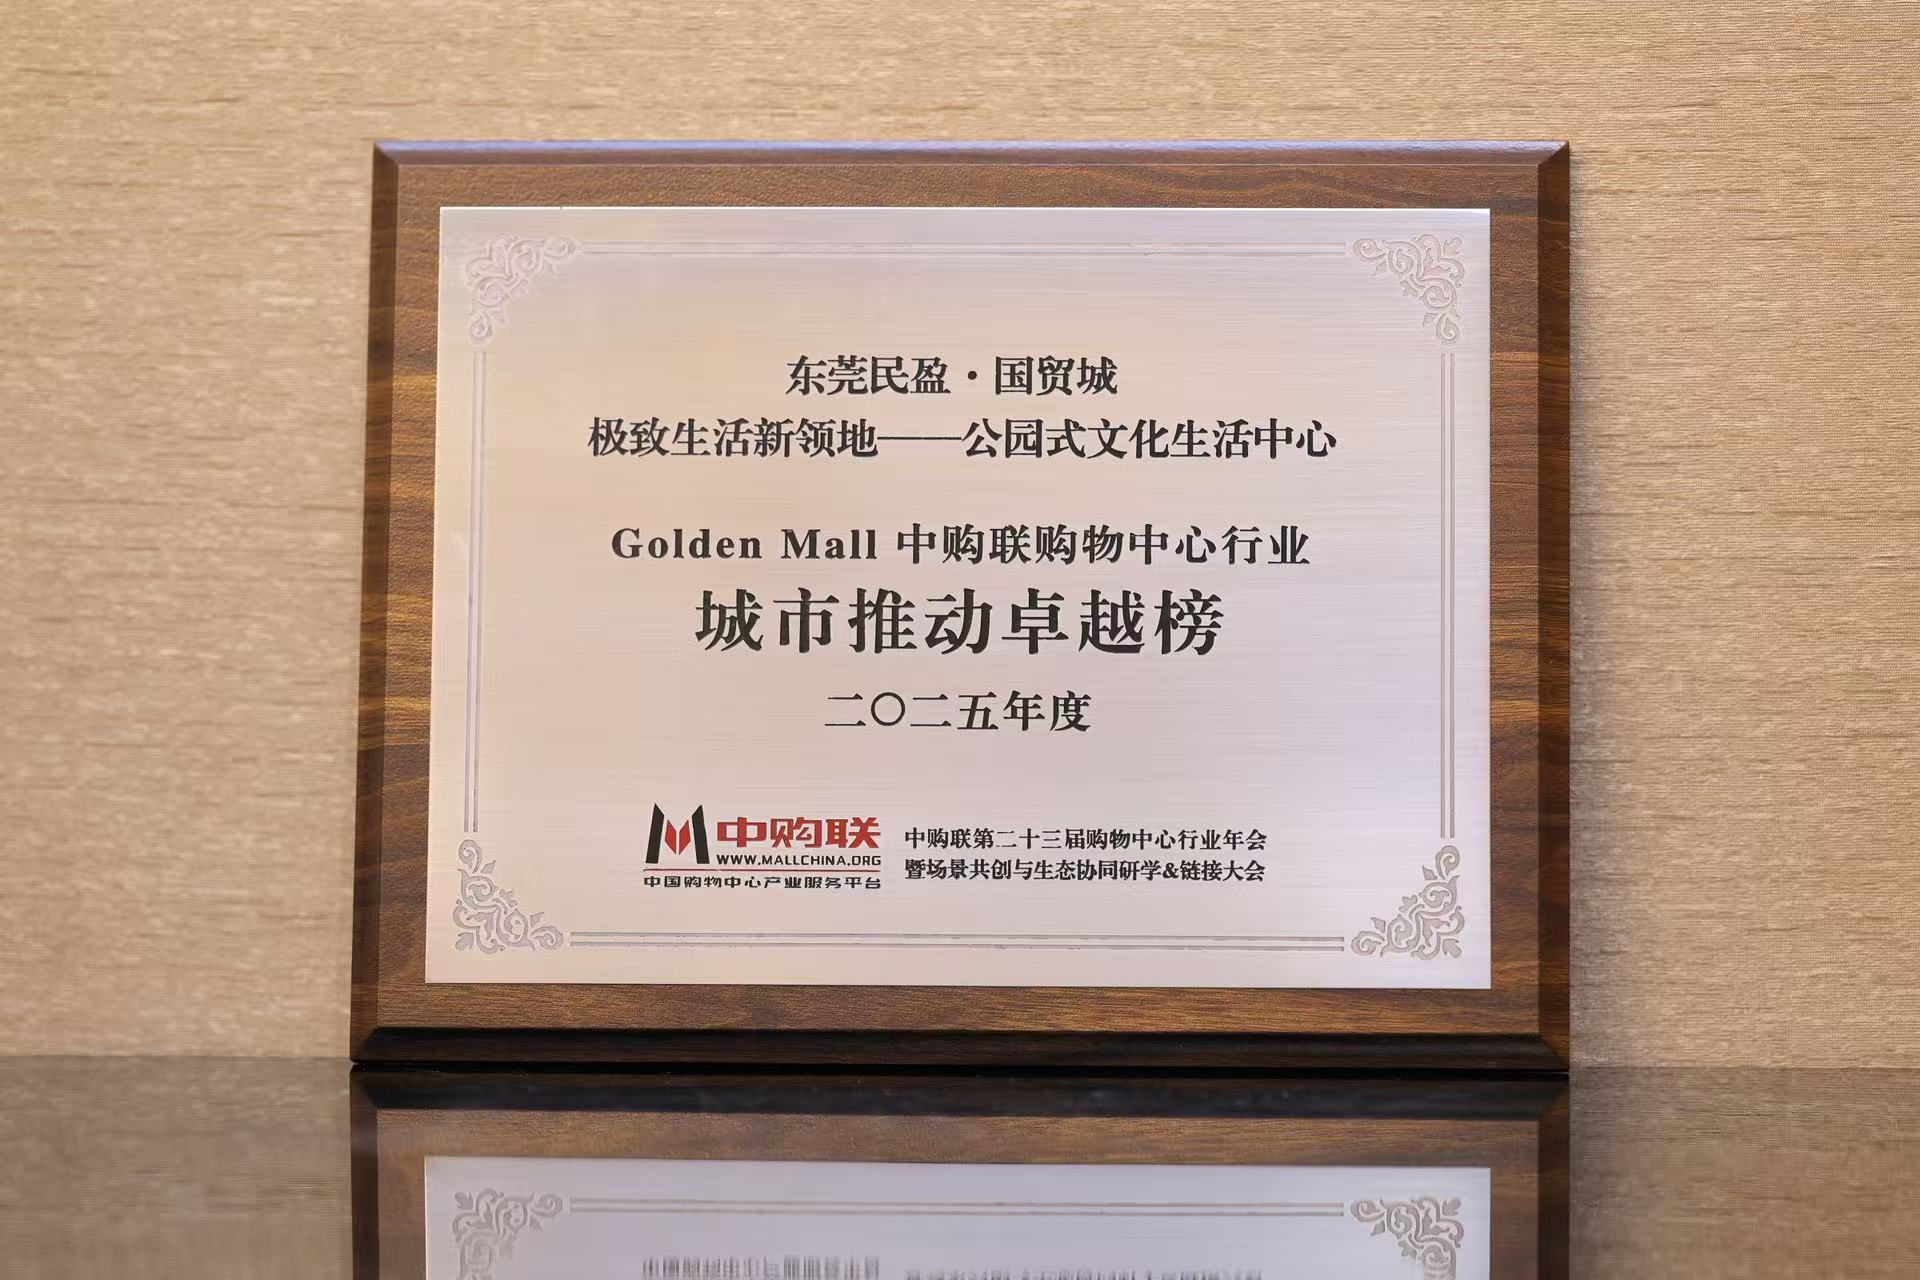 东莞民盈·国贸城
极致生活新领地——公园式文化生活中心
Golden Mall 中购联购物中心行业
城市推动卓越榜
二〇二五年度
中购联
WWW.MALLCHINA.ORG
中国购物中心产业服务平台
中购联第二十三届购物中心行业年会
暨场景共创与生态协同研学&链接大会